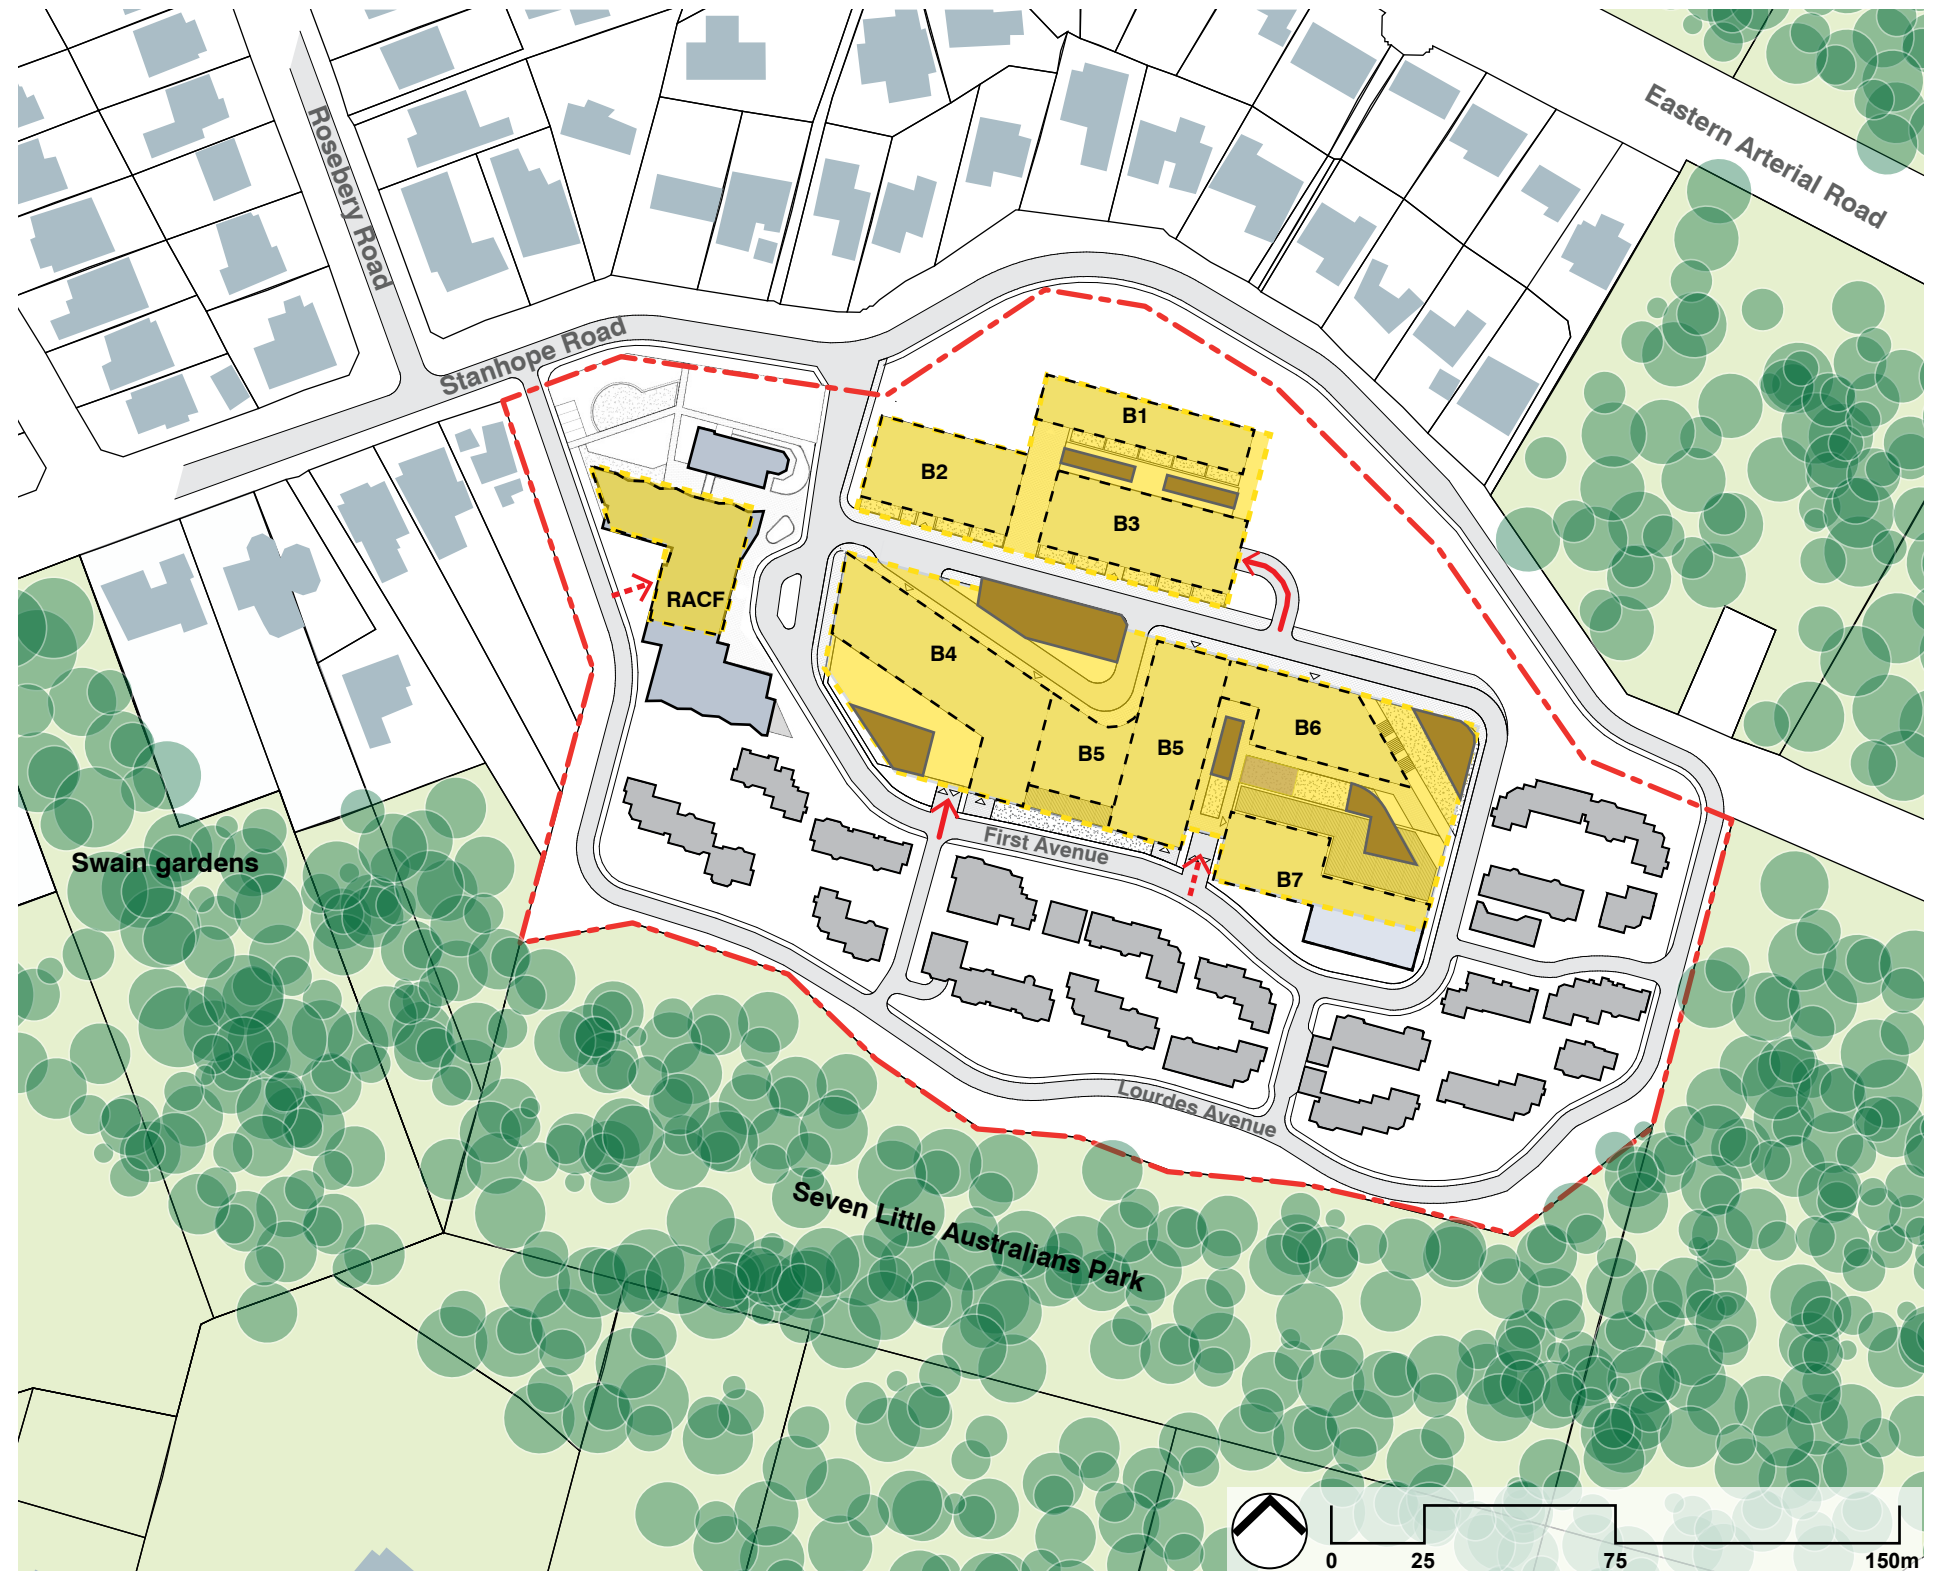 Eastern Arterial Road
Rosebery Road
Stanhope Road
B1
B2
B3
RACF
B4
B6
B5
B5
First Avenue
Swain gardens
B7
Lourdes Avenue
Seven Little Australians Park
0 25 75 150m